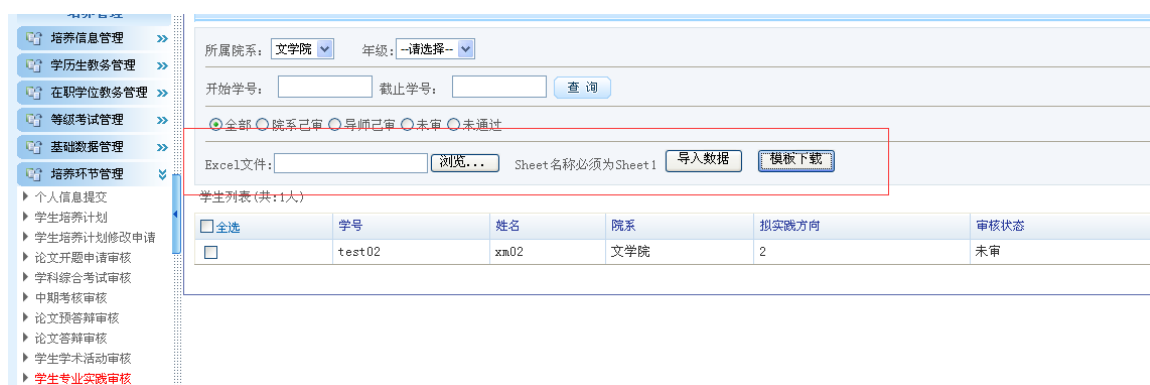 培养信息管理 »
学历生教务管理 »
在职学位教务管理 »
等级考试管理 »
基础数据管理 »
培养环节管理
个人信息提交
学生培养计划
学生培养计划修改申请
论文开题申请审核
学科综合考试审核
中期考核审核
论文预答辩审核
论文答辩审核
学生学术活动审核
学生专业实践审核
所属院系: 文学院 年级: --请选择--
开始学号: 截止学号: 查 询
全部 院系已审 导师已审 未审 未通过
Excel文件: 浏览... Sheet名称必须为Sheet1 导入数据 模板下载
学生列表(共:1人)
全选 学号 姓名 院系 拟实践方向 审核状态
test02 xm02 文学院 2 未审